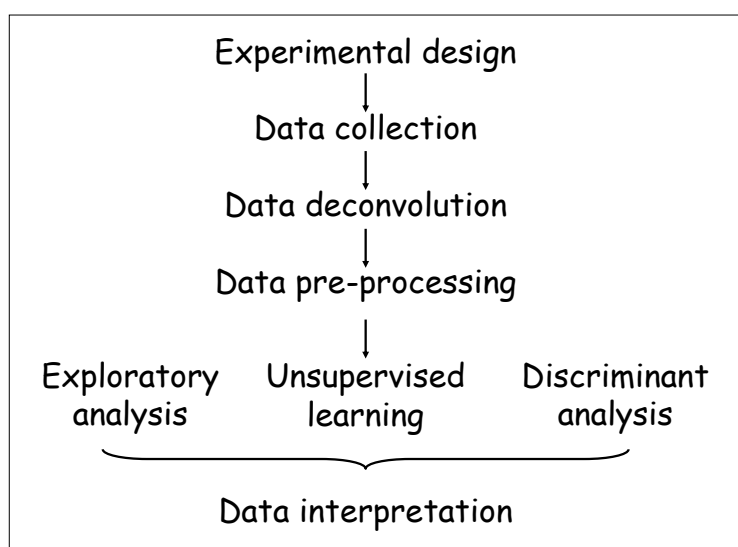 Experimental design
Data collection
Data deconvolution
Data pre-processing
Exploratory analysis
Unsupervised learning
Discriminant analysis
Data interpretation